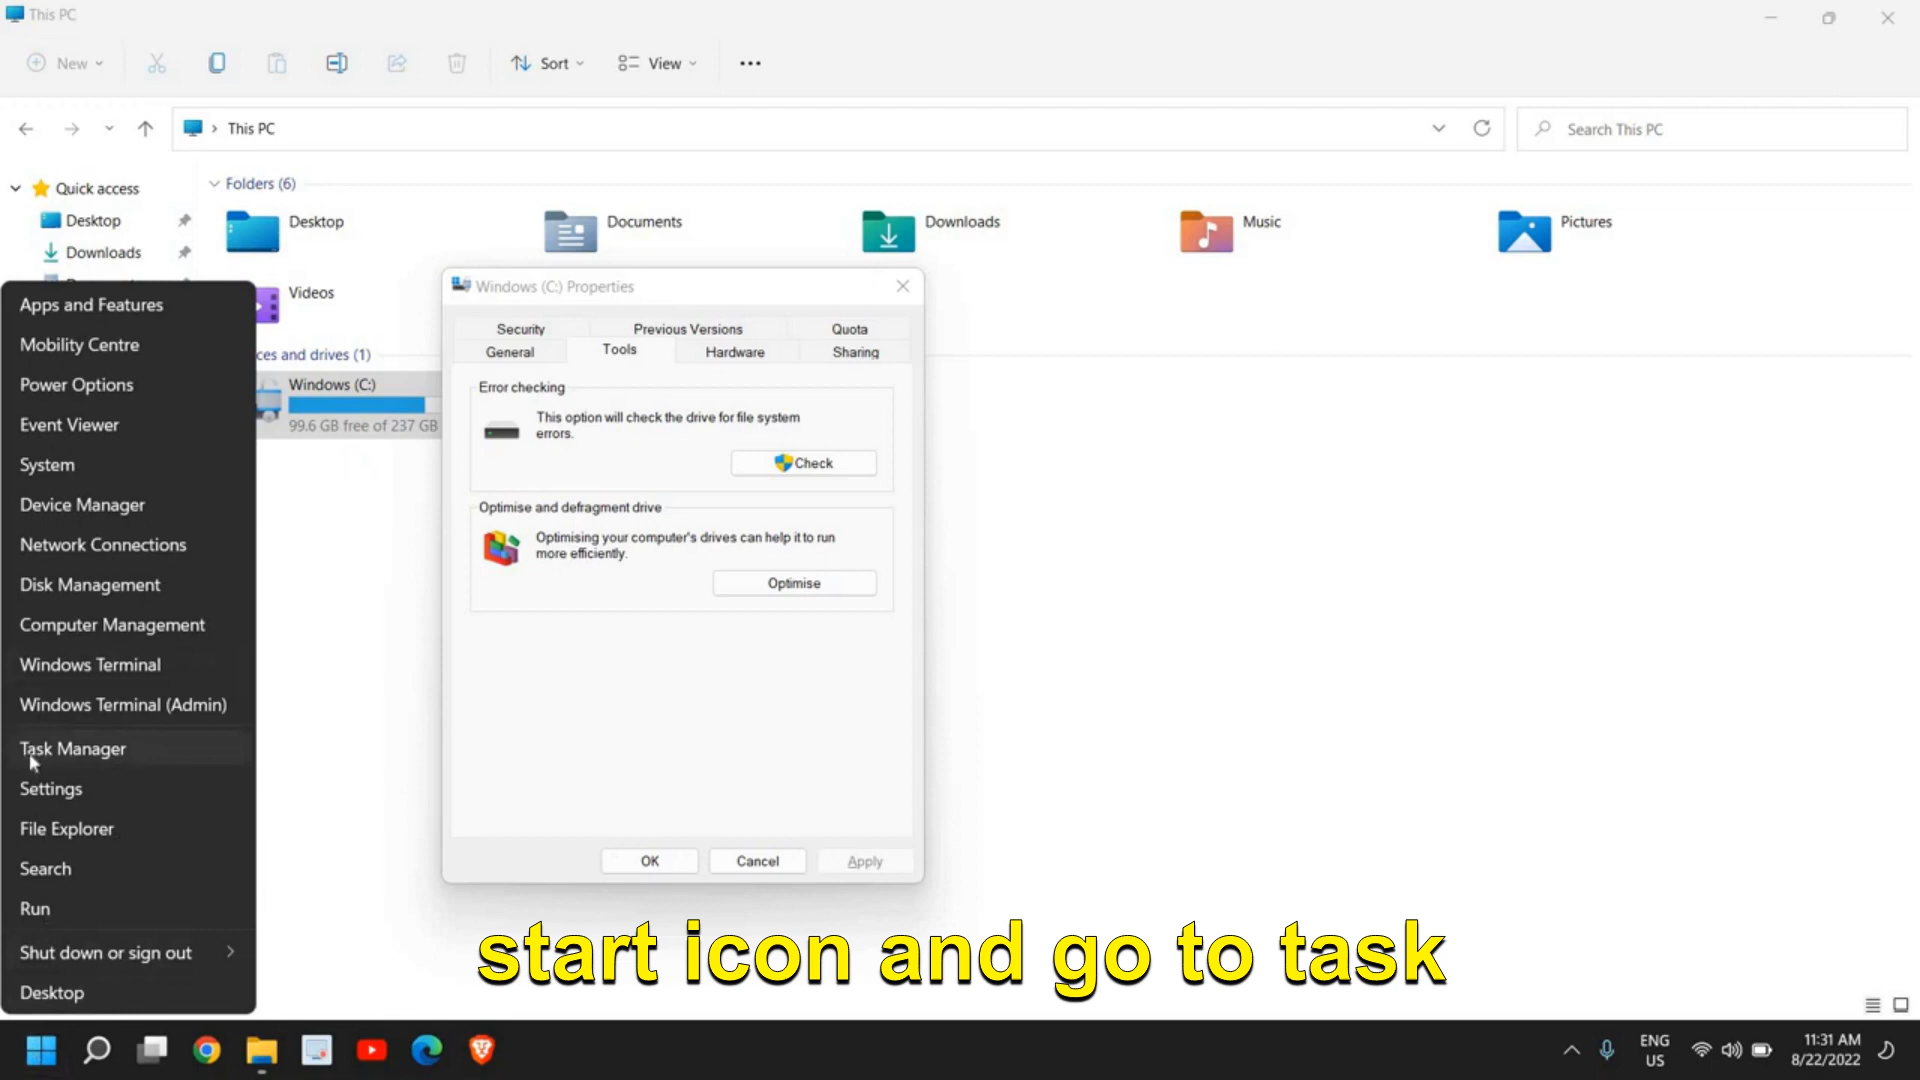 This PC
New
Sort
View
This PC
Search This PC
Quick access
Desktop
Downloads
Folders (6)
Desktop
Documents
Downloads
Music
Pictures
Videos
ces and drives (1)
Windows (C:)
99.6 GB free of 237 GB
Apps and Features
Mobility Centre
Power Options
Event Viewer
System
Device Manager
Network Connections
Disk Management
Computer Management
Windows Terminal
Windows Terminal (Admin)
Task Manager
Settings
File Explorer
Search
Run
Shut down or sign out
Desktop
Windows (C:) Properties
Security
Previous Versions
Quota
General
Tools
Hardware
Sharing
Error checking
This option will check the drive for file system
errors.
Check
Optimise and defragment drive
Optimising your computer's drives can help it to run
more efficiently.
Optimise
OK
Cancel
Apply
start icon and go to task
ENG
US
11:31 AM
8/22/2022